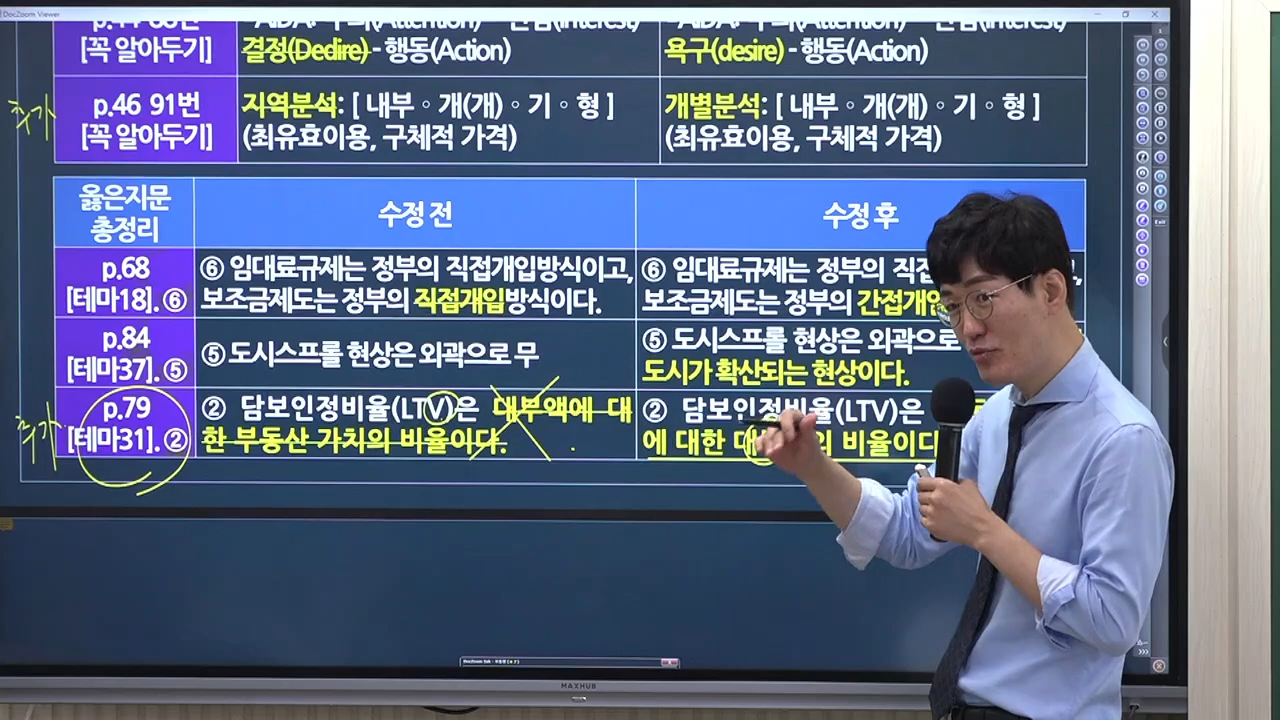 DocZoom Viewer
[꼭 알아두기]
결정(Dedire) - 행동(Action)
욕구(desire) - 행동(Action)
추가
p.46 91번
[꼭 알아두기]
지역분석: [ 내부◦개(개)◦기◦형 ]
(최유효이용, 구체적 가격)
개별분석: [ 내부◦개(개)◦기◦형 ]
(최유효이용, 구체적 가격)
옳은지문
총정리
수정 전
수정 후
p.68
[테마18]. ⑥
⑥ 임대료규제는 정부의 직접개입방식이고,
보조금제도는 정부의 직접개입방식이다.
⑥ 임대료규제는 정부의 직접
보조금제도는 정부의 간접개입
p.84
[테마37]. ⑤
⑤ 도시스프롤 현상은 외곽으로 무
⑤ 도시스프롤 현상은 외곽으로
도시가 확산되는 현상이다.
추가
p.79
[테마31]. ②
② 담보인정비율(LTV)은 대부액에 대
한 부동산 가치의 비율이다.
② 담보인정비율(LTV)은
에 대한 의 비율이다
MAXHUB